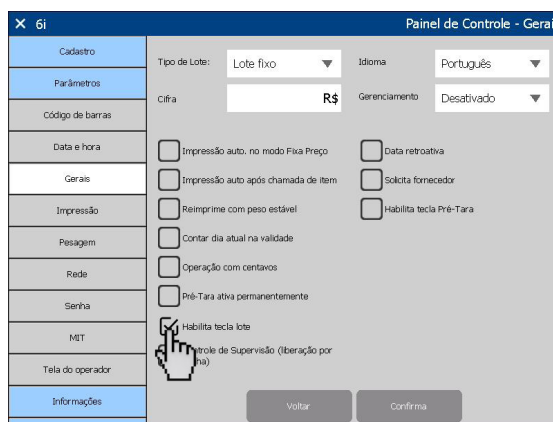 6i
Painel de Controle - Gerai
Cadastro
Parâmetros
Código de barras
Data e hora
Gerais
Impressão
Pesagem
Rede
Senha
MIT
Tela do operador
Informações
Tipo de Lote: Lote fixo
Idioma Português
Cifra R$
Gerenciamento Desativado
Impressão auto. no modo Fixa Preço
Data retroativa
Impressão auto após chamada de item
Solicita fornecedor
Reimprime com peso estável
Habilita tecla Pré-Tara
Contar dia atual na validade
Operação com centavos
Pré-Tara ativa permanentemente
Habilita tecla lote
de Supervisão (liberação por
Voltar
Confirma